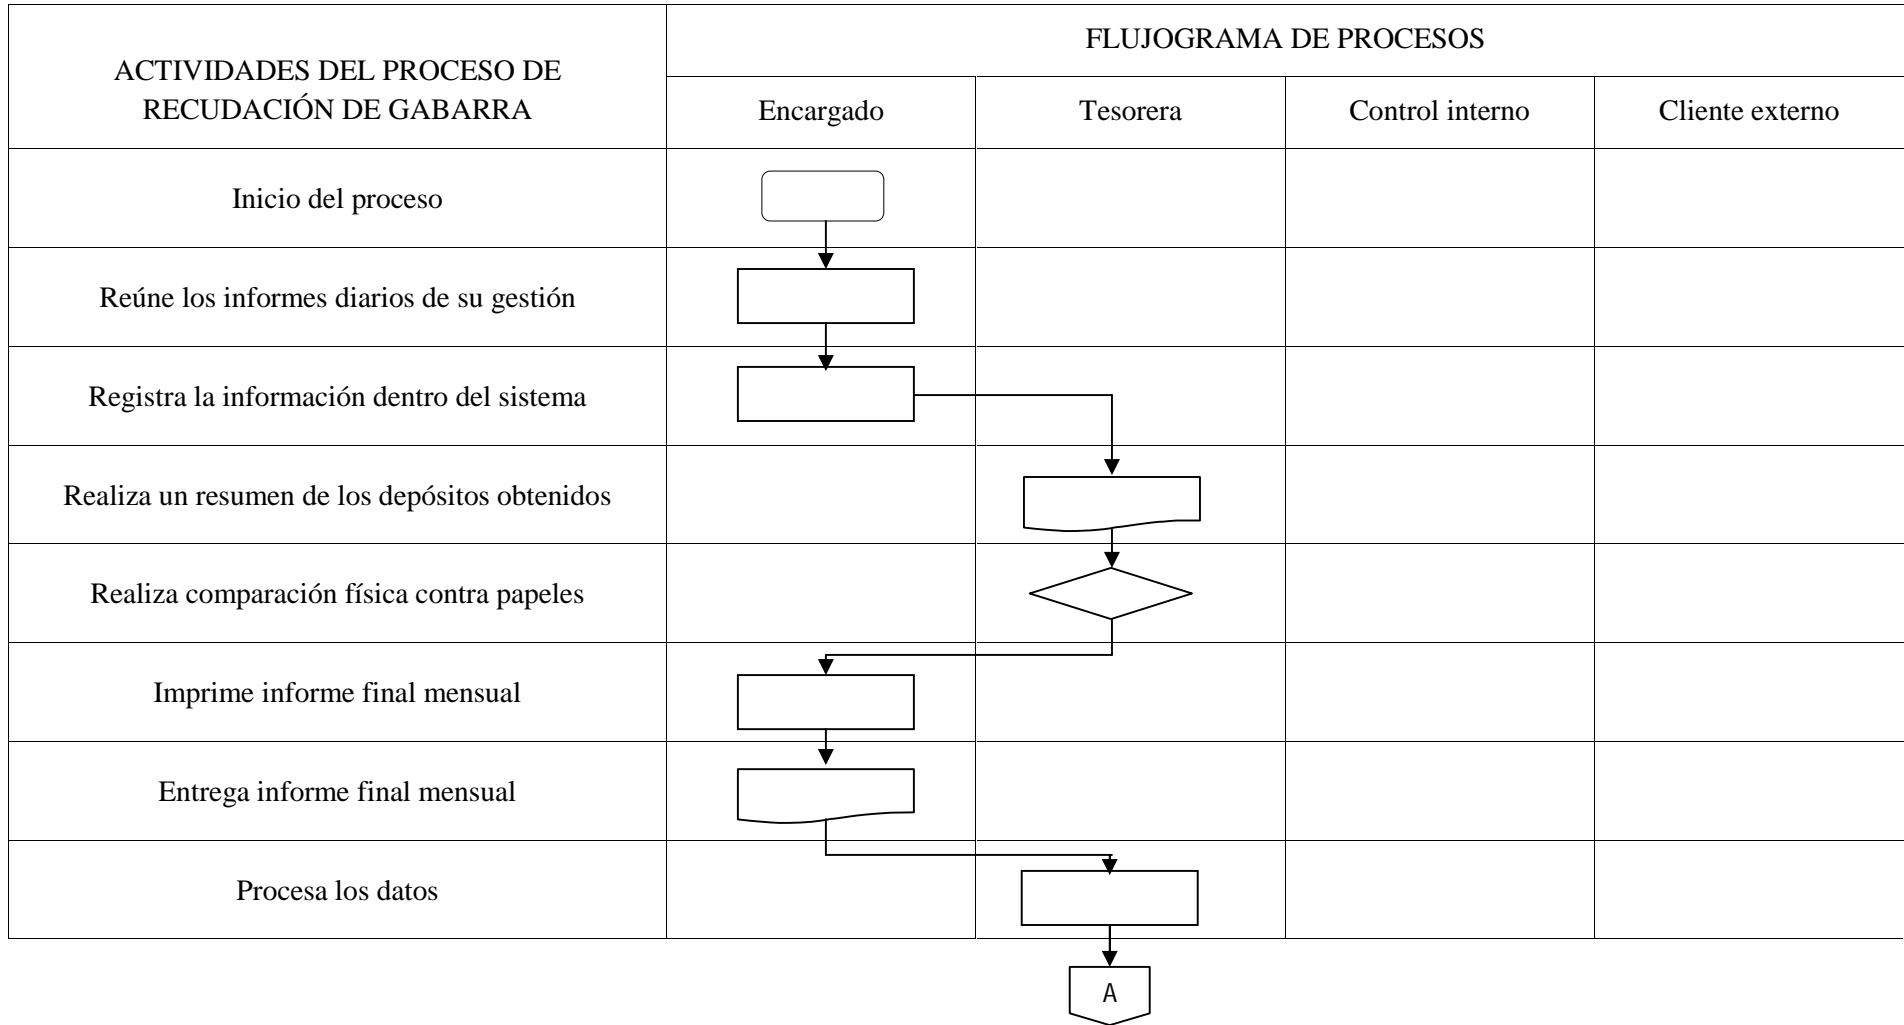 ACTIVIDADES DEL PROCESO DE
RECUDACIÓN DE GABARRA
FLUJOGRAMA DE PROCESOS
Encargado
Tesorera
Control interno
Cliente externo
Inicio del proceso
Reúne los informes diarios de su gestión
Registra la información dentro del sistema
Realiza un resumen de los depósitos obtenidos
Realiza comparación física contra papeles
Imprime informe final mensual
Entrega informe final mensual
Procesa los datos
A